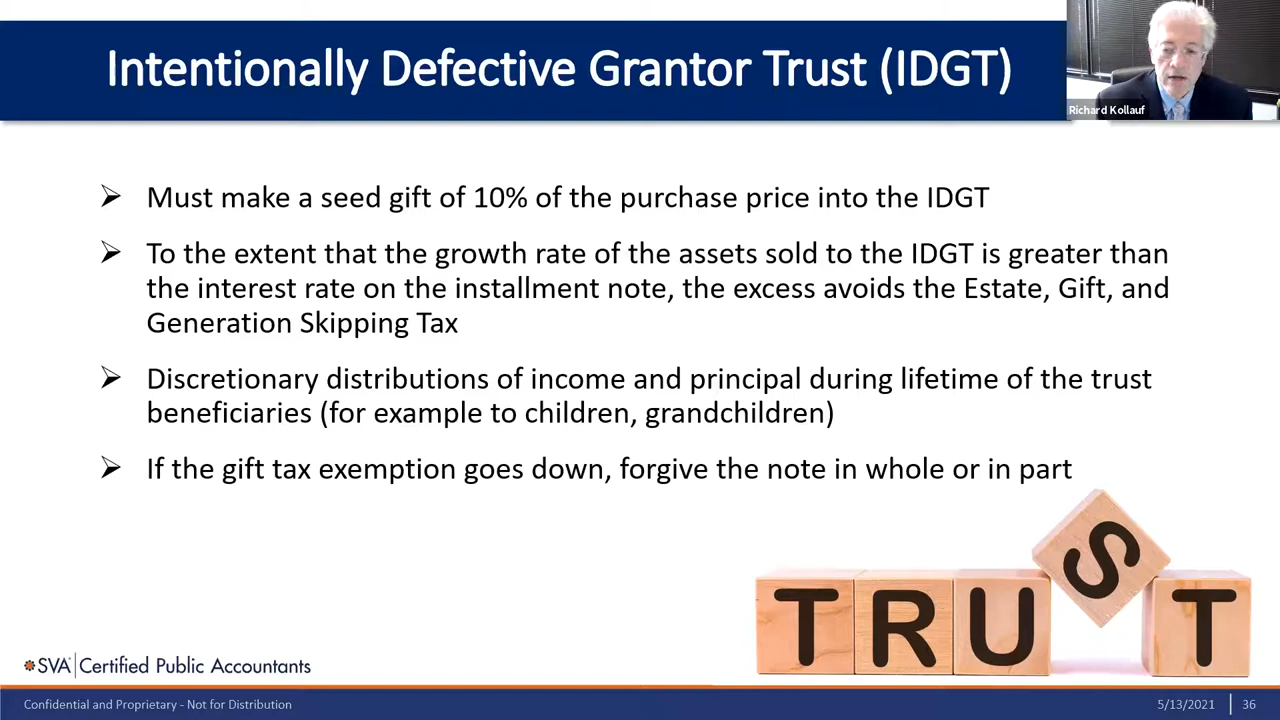 Intentionally Defective Grantor Trust (IDGT)
Richard Kollauf
Must make a seed gift of 10% of the purchase price into the IDGT
To the extent that the growth rate of the assets sold to the IDGT is greater than
the interest rate on the installment note, the excess avoids the Estate, Gift, and
Generation Skipping Tax
Discretionary distributions of income and principal during lifetime of the trust
beneficiaries (for example to children, grandchildren)
If the gift tax exemption goes down, forgive the note in whole or in part
TRUST
SVA Certified Public Accountants
Confidential and Proprietary - Not for Distribution
5/13/2021 36